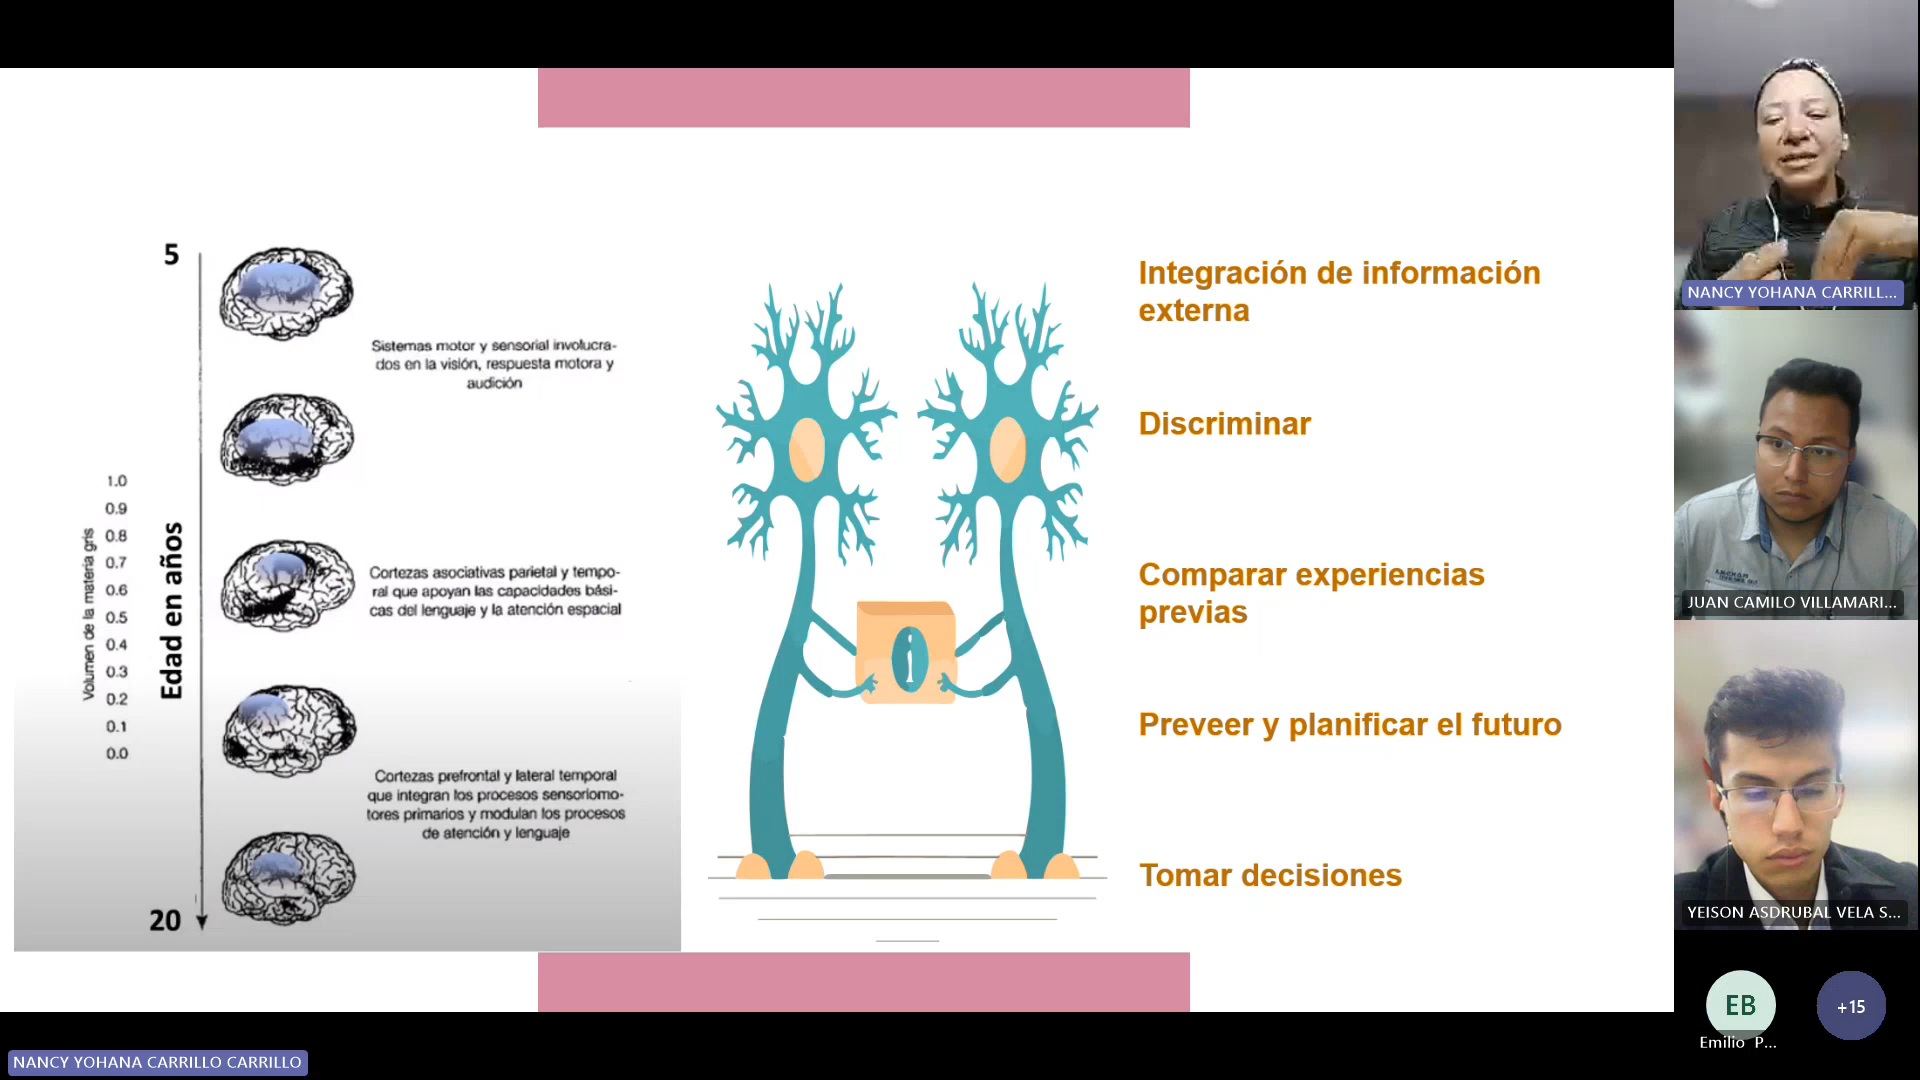 5
Sistemas motor y sensorial involucra-
dos en la visión, respuesta motora y
audición
1.0
0.9
0.8
0.7
0.6
0.5
0.4
0.3
0.2
0.1
0.0
Volumen de la materia gris
Edad en años
Cortezas asociativas parietal y tempo-
ral que apoyan las capacidades bási-
cas del lenguaje y la atención espacial
Cortezas prefrontal y lateral temporal
que integran los procesos sensoriomo-
tores primarios y modulan los procesos
de atención y lenguaje
20
i
Integración de información
externa
Discriminar
Comparar experiencias
previas
Preveer y planificar el futuro
Tomar decisiones
NANCY YOHANA CARRILL...
JUAN CAMILO VILLAMARI...
YEISON ASDRUBAL VELA S...
EB
+15
Emilio P...
NANCY YOHANA CARRILLO CARRILLO